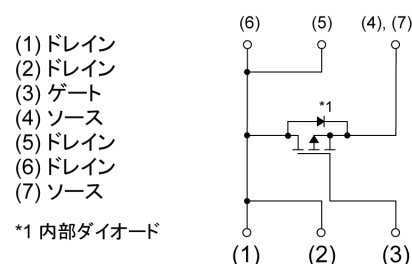 (1) ドレイン
(2) ドレイン
(3) ゲート
(4) ソース
(5) ドレイン
(6) ドレイン
(7) ソース
*1 内部ダイオード
(6) (5) (4), (7)
*1
(1) (2) (3)